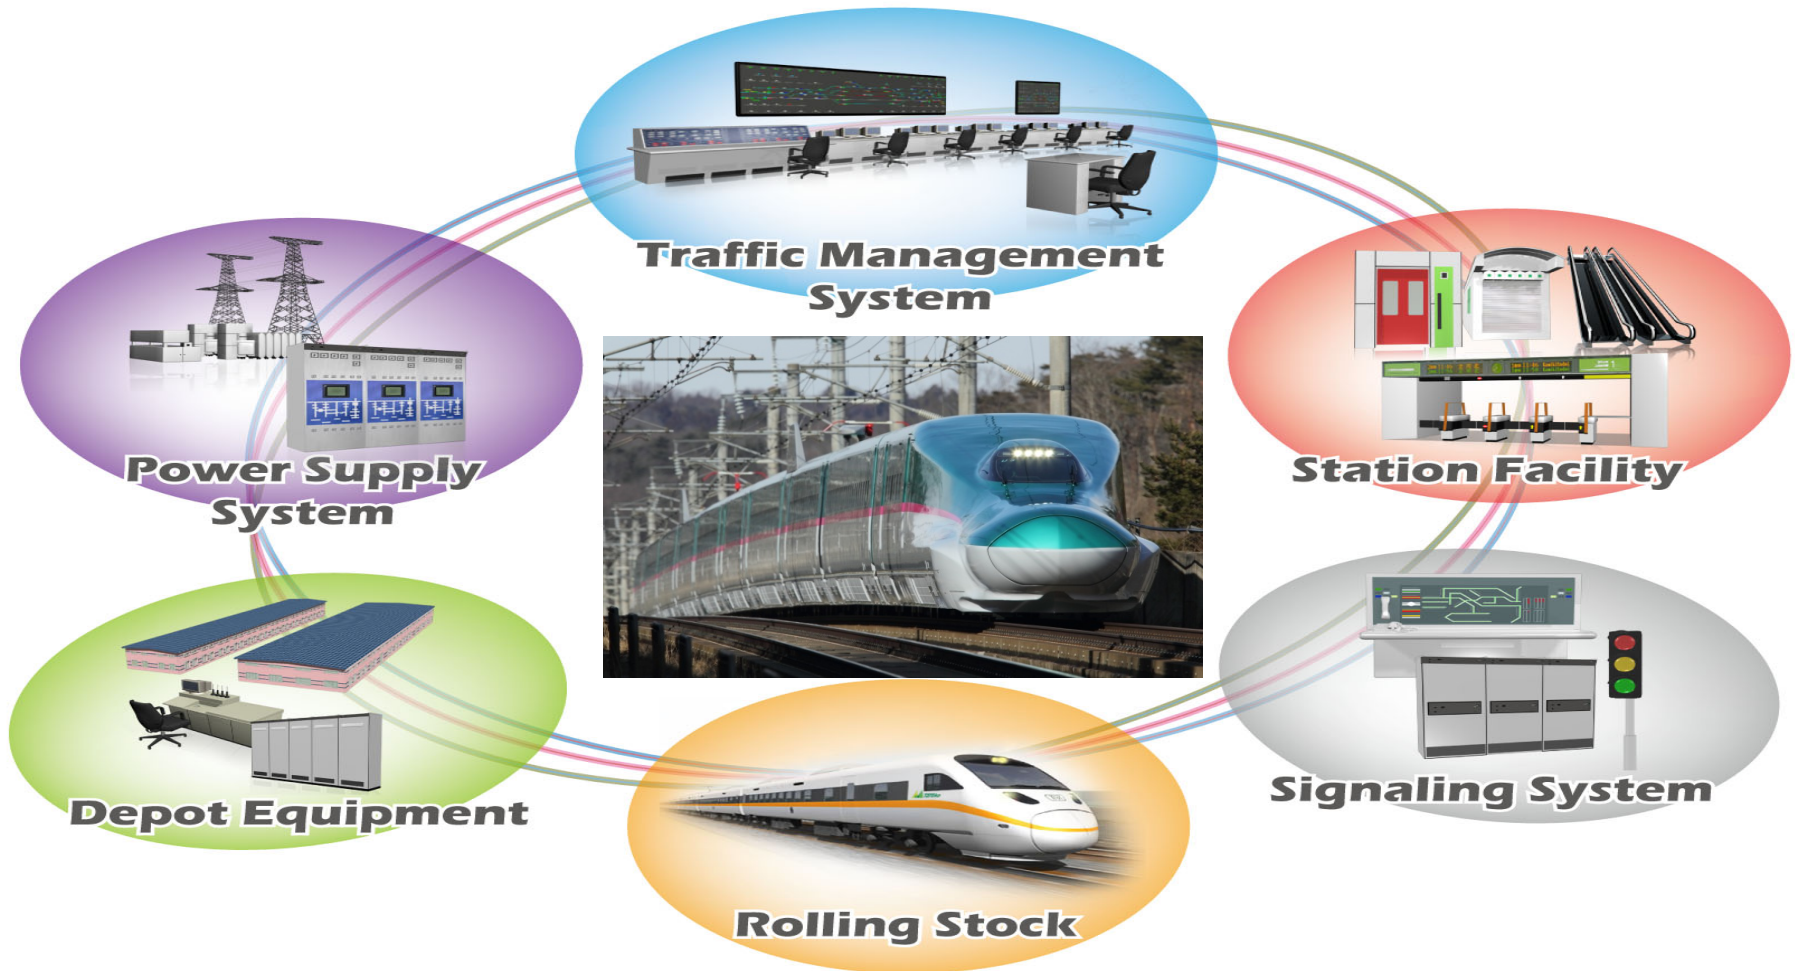 Traffic Management
System
Power Supply
System
Station Facility
Depot Equipment
Signaling System
Rolling Stock